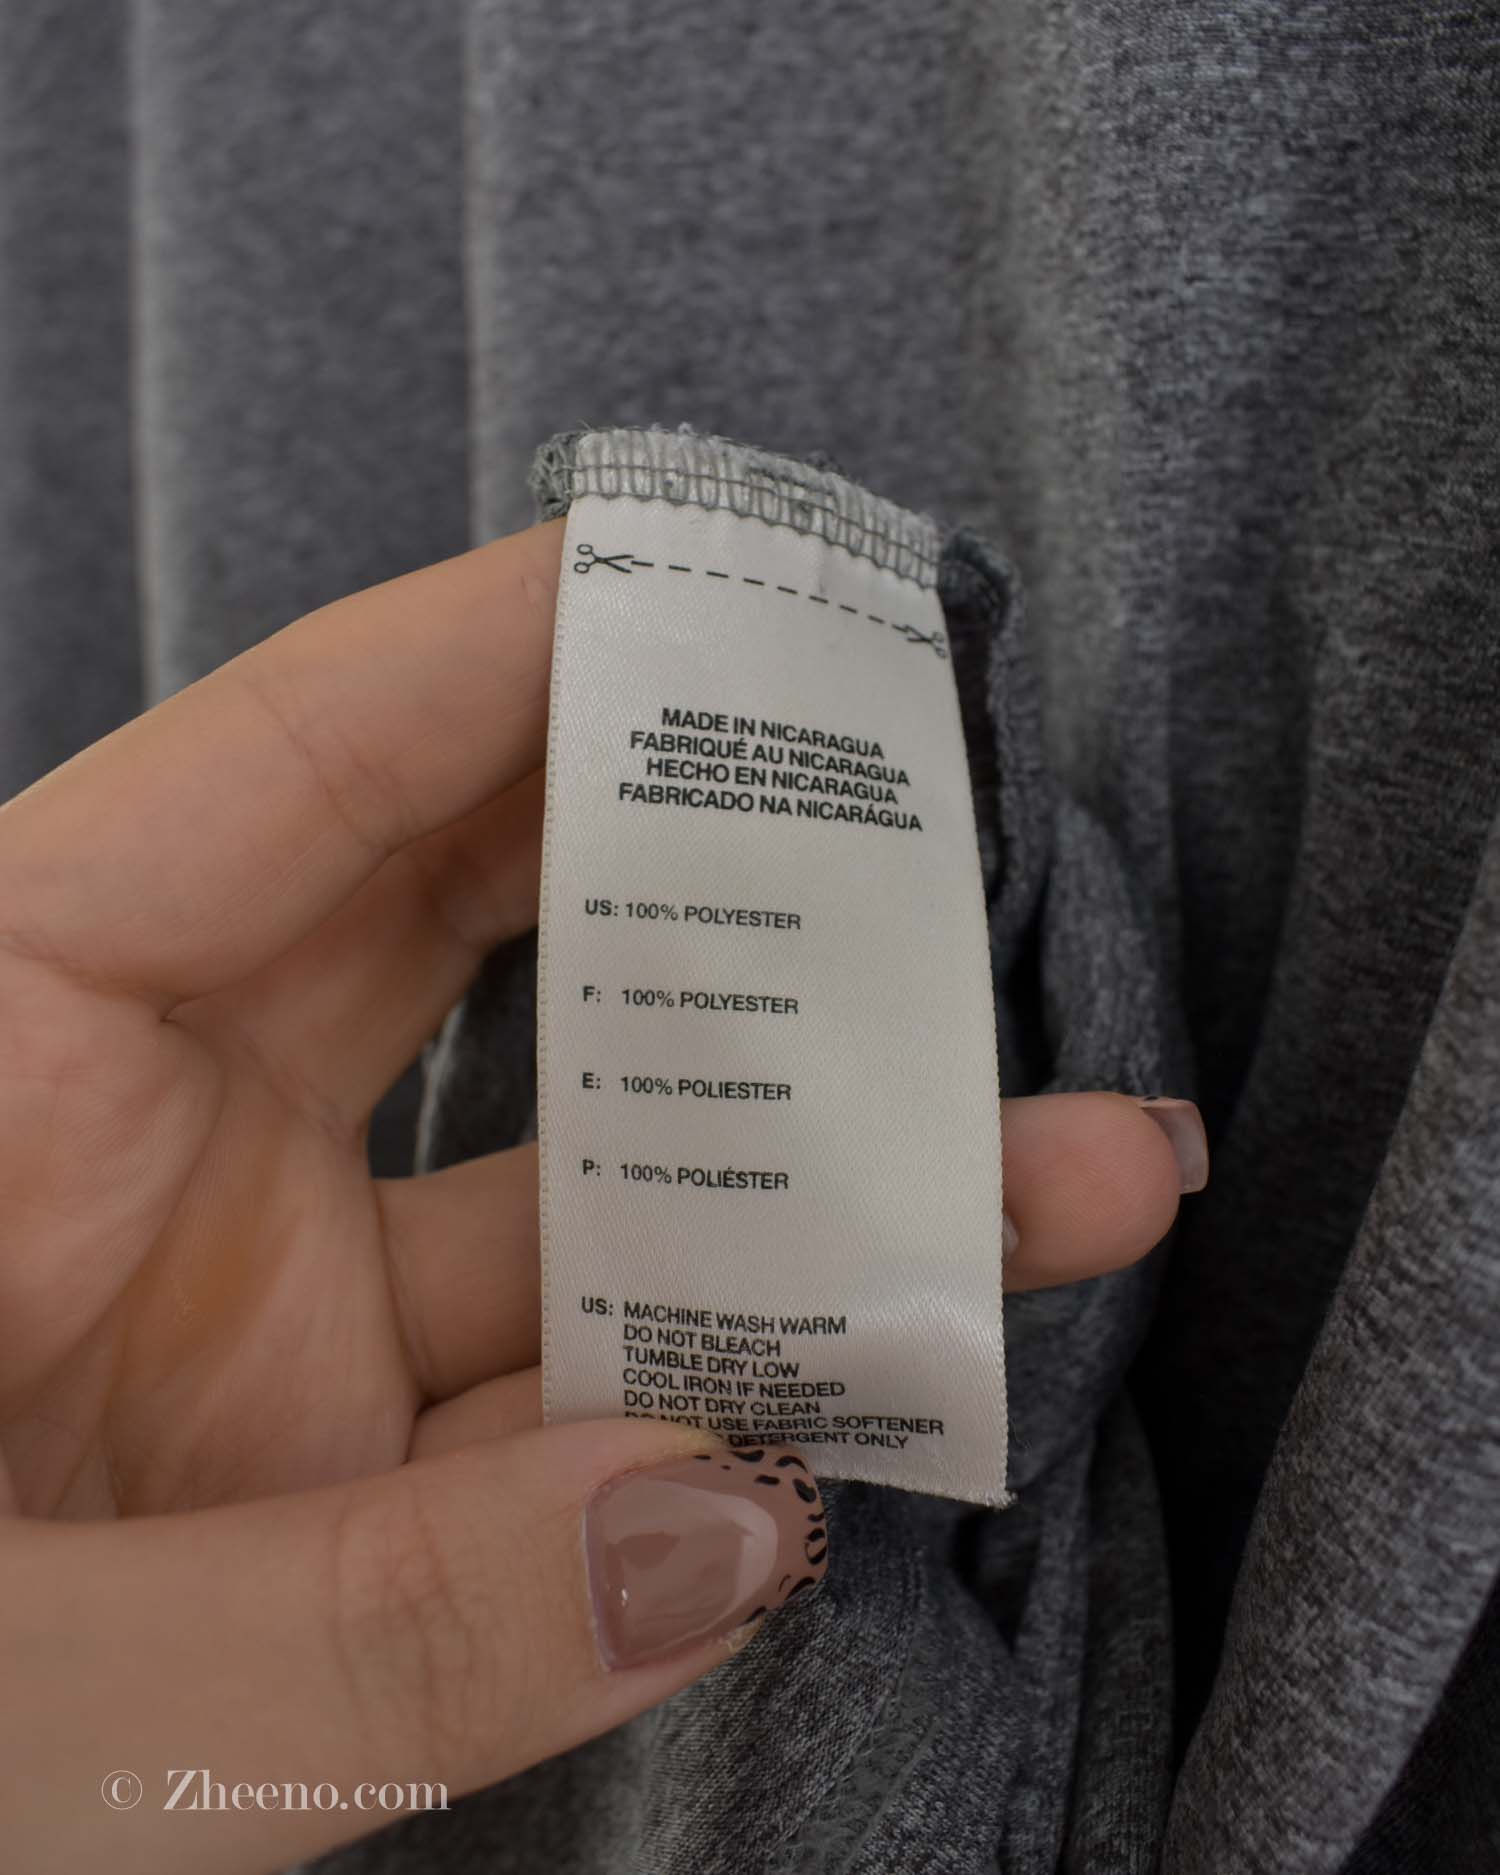 MADE IN NICARAGUA
FABRIQUÉ AU NICARAGUA
HECHO EN NICARAGUA
FABRICADO NA NICARÁGUA
US: 100% POLYESTER
F: 100% POLYESTER
E: 100% POLIESTER
P: 100% POLIÉSTER
US: MACHINE WASH WARM
DO NOT BLEACH
TUMBLE DRY LOW
COOL IRON IF NEEDED
DO NOT DRY CLEAN
DO NOT USE FABRIC SOFTENER
DETERGENT ONLY
© Zheeno.com